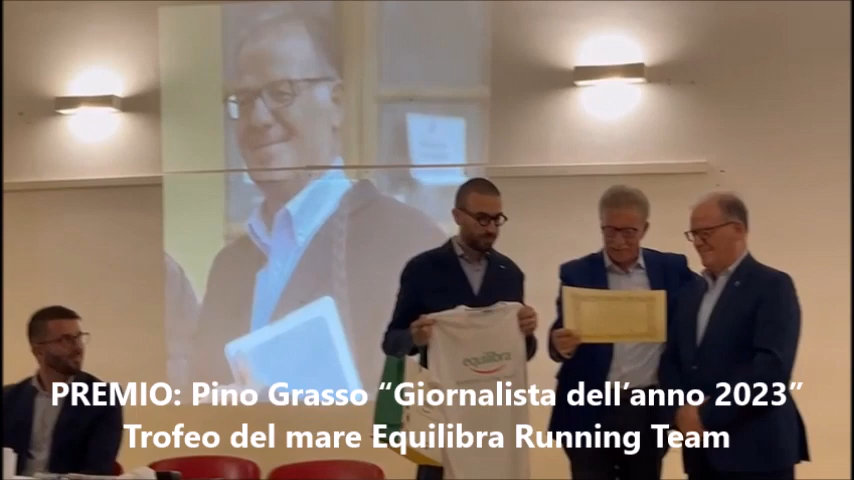 equilibra
PREMIO: Pino Grasso “Giornalista dell’anno 2023”
Trofeo del mare Equilibra Running Team